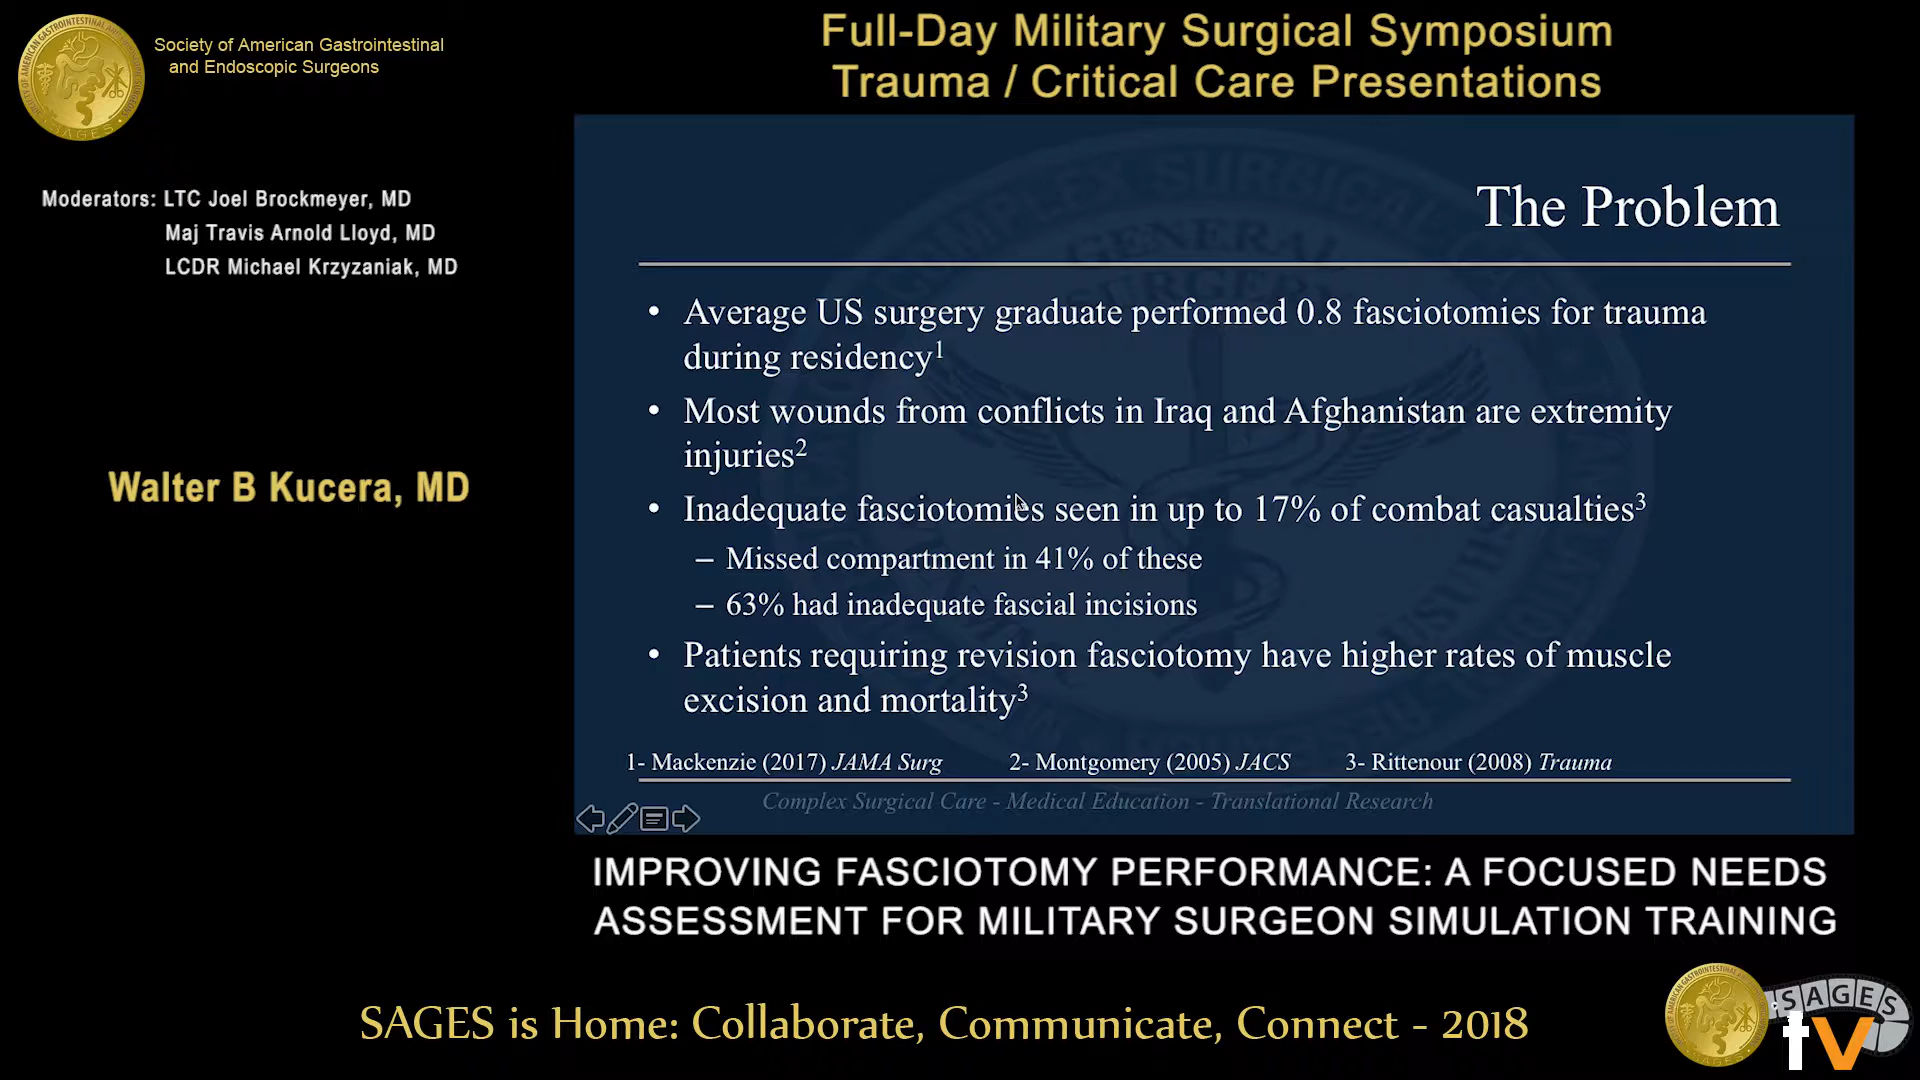 Society of American Gastrointestinal
and Endoscopic Surgeons
Full-Day Military Surgical Symposium
Trauma / Critical Care Presentations
Moderators: LTC Joel Brockmeyer, MD
Maj Travis Arnold Lloyd, MD
LCDR Michael Krzyzaniak, MD
Walter B Kucera, MD
The Problem
• Average US surgery graduate performed 0.8 fasciotomies for trauma
during residency1
• Most wounds from conflicts in Iraq and Afghanistan are extremity
injuries2
• Inadequate fasciotomies seen in up to 17% of combat casualties3
– Missed compartment in 41% of these
– 63% had inadequate fascial incisions
• Patients requiring revision fasciotomy have higher rates of muscle
excision and mortality3
1- Mackenzie (2017) JAMA Surg 2- Montgomery (2005) JACS 3- Rittenour (2008) Trauma
Complex Surgical Care - Medical Education - Translational Research
IMPROVING FASCIOTOMY PERFORMANCE: A FOCUSED NEEDS
ASSESSMENT FOR MILITARY SURGEON SIMULATION TRAINING
SAGES is Home: Collaborate, Communicate, Connect - 2018
SAGES
tv